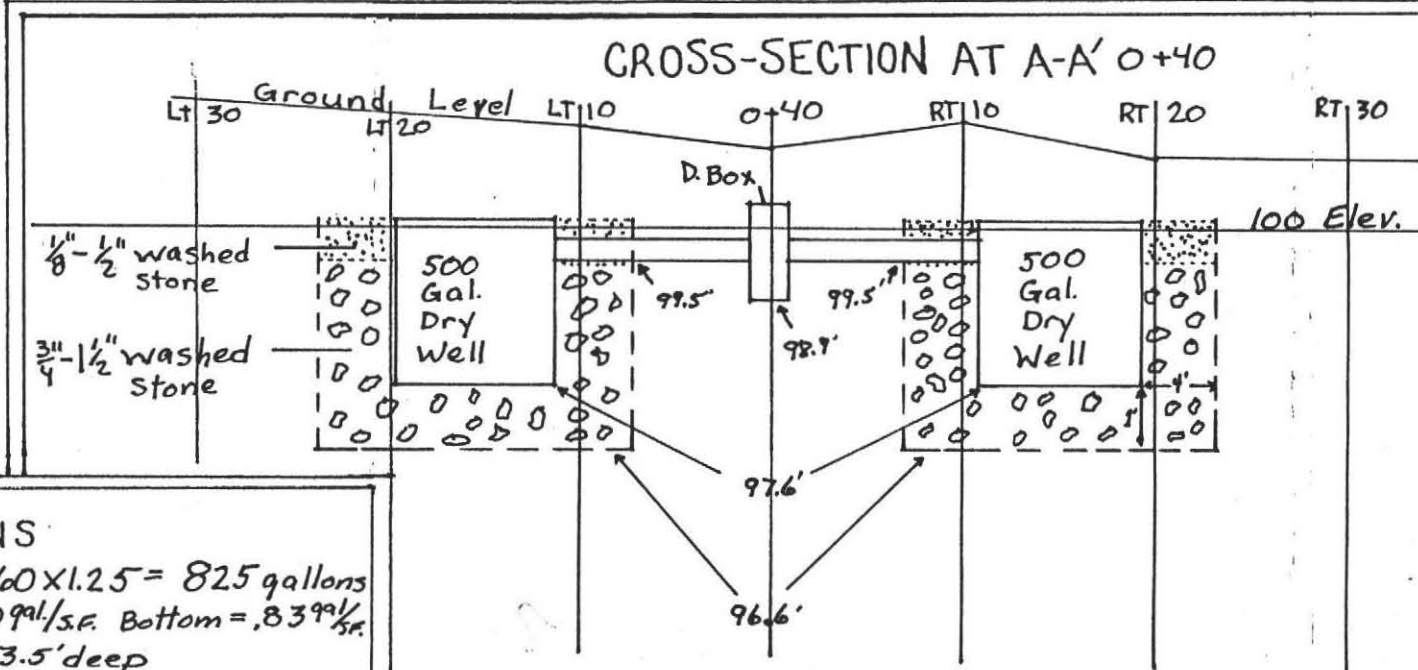 CROSS-SECTION AT A-A' 0+40
Ground Level
Lt 30
LT 20
LT 10
0+40
RT 10
RT 20
RT 30
D. Box
100 Elev.
1/8"-1/2" washed
stone
3/4"-1 1/2" washed
stone
500
Gal.
Dry
Well
99.5'
99.5'
500
Gal.
Dry
Well
4'
1'
97.6'
96.6'
60 X 1.25 = 825 gallons
gal./S.F. Bottom = .83 gal/S.F.
3.5' deep